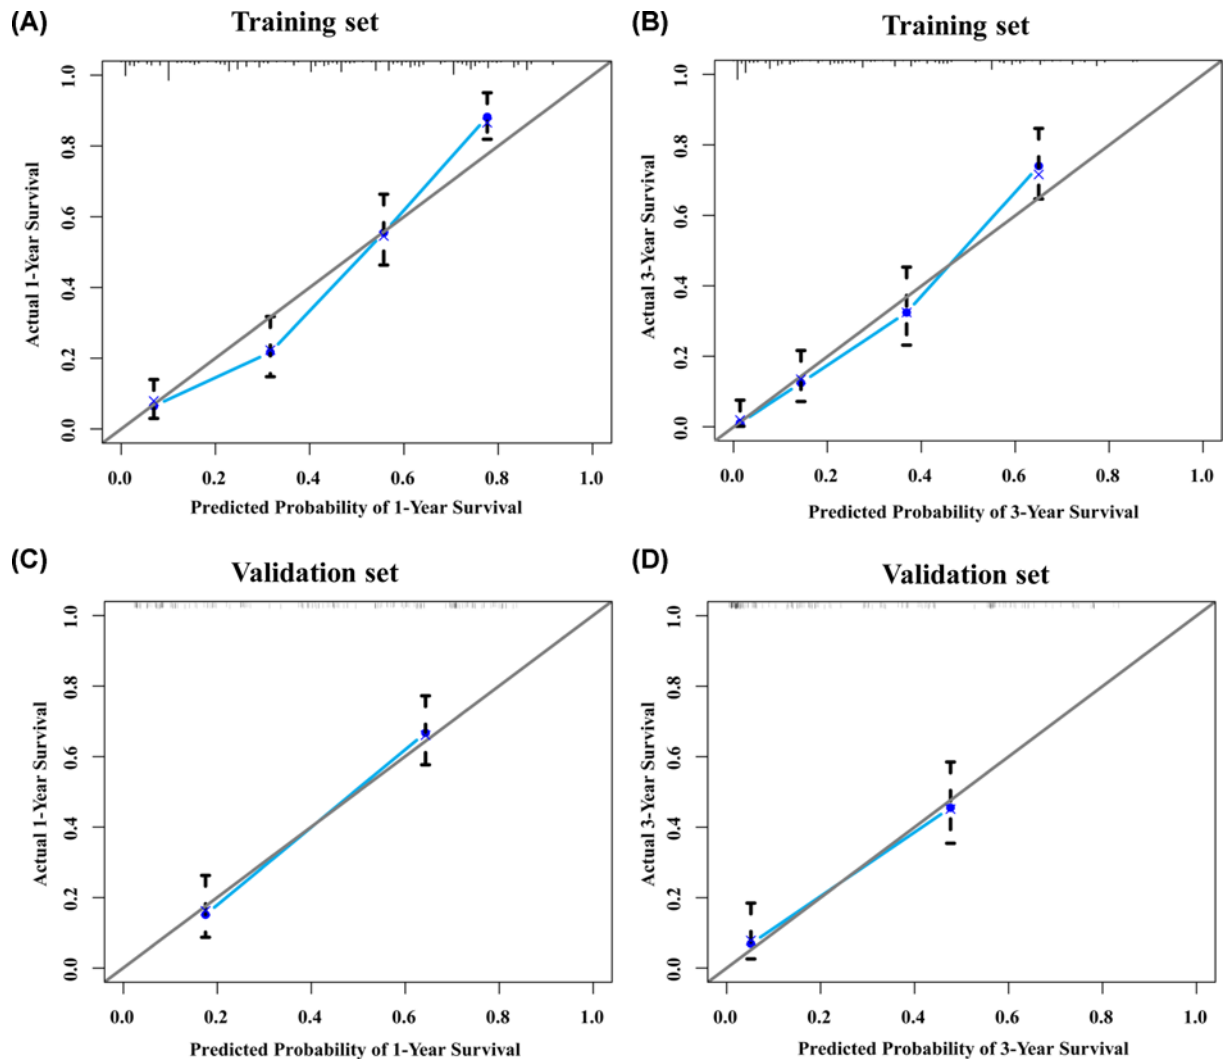 (A)
Training set
Actual 1-Year Survival
1.0
0.8
0.6
0.4
0.2
0.0
0.0 0.2 0.4 0.6 0.8 1.0
Predicted Probability of 1-Year Survival
(B)
Training set
Actual 3-Year Survival
1.0
0.8
0.6
0.4
0.2
0.0
0.0 0.2 0.4 0.6 0.8 1.0
Predicted Probability of 3-Year Survival
(C)
Validation set
Actual 1-Year Survival
1.0
0.8
0.6
0.4
0.2
0.0
0.0 0.2 0.4 0.6 0.8 1.0
Predicted Probability of 1-Year Survival
(D)
Validation set
Actual 3-Year Survival
1.0
0.8
0.6
0.4
0.2
0.0
0.0 0.2 0.4 0.6 0.8 1.0
Predicted Probability of 3-Year Survival